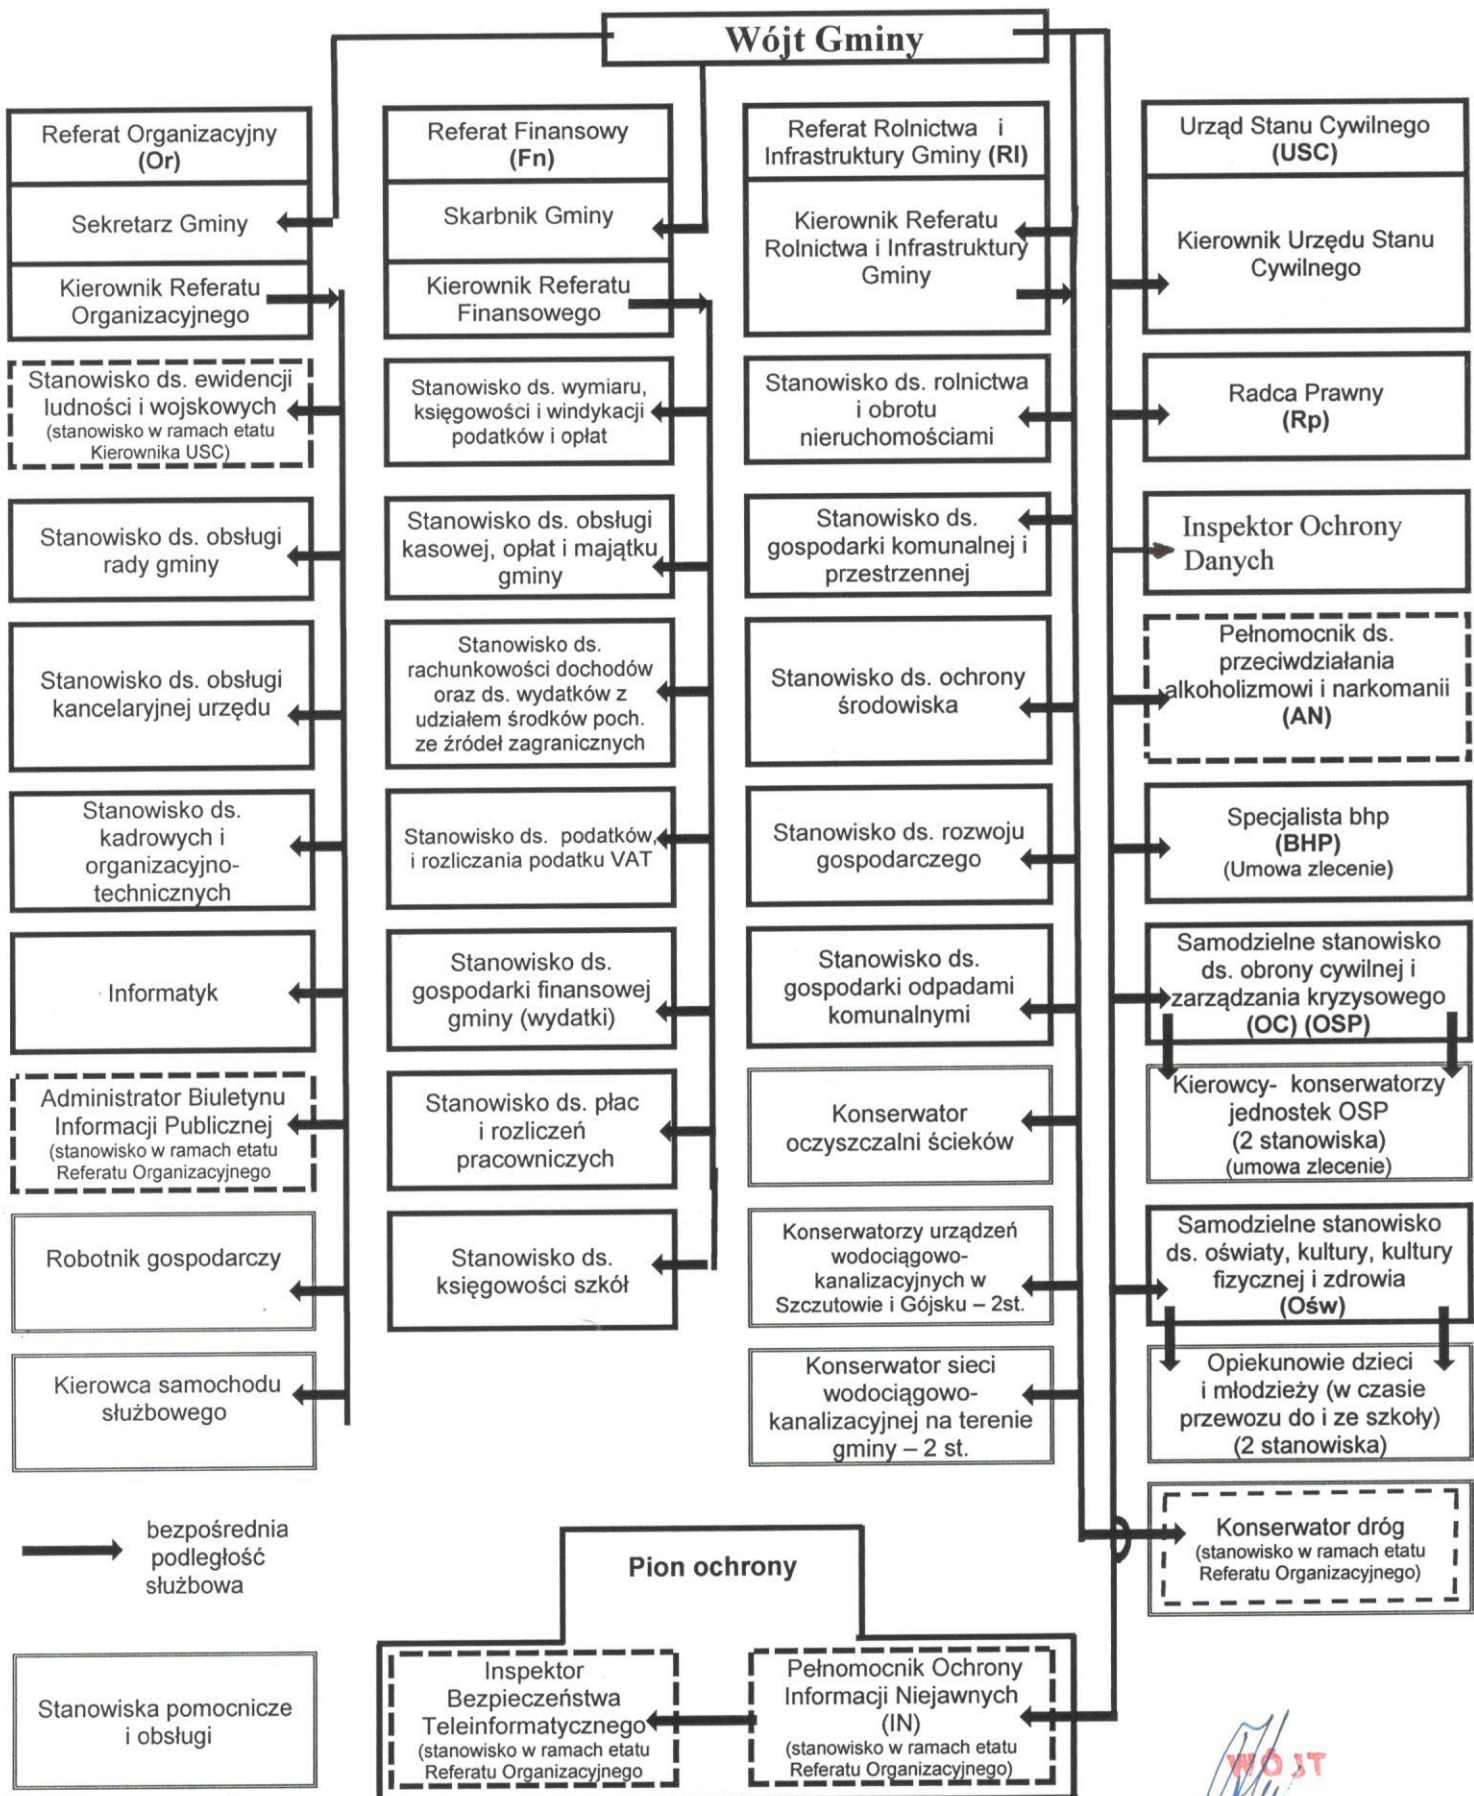 Wójt Gminy
Referat Organizacyjny
(Or)
Sekretarz Gminy
Kierownik Referatu
Organizacyjnego
Stanowisko ds. ewidencji
ludności i wojskowych
(stanowisko w ramach etatu
Kierownika USC)
Stanowisko ds. obsługi
rady gminy
Stanowisko ds. obsługi
kancelaryjnej urzędu
Stanowisko ds.
kadrowych i
organizacyjno-
technicznych
Informatyk
Administrator Biuletynu
Informacji Publicznej
(stanowisko w ramach etatu
Referatu Organizacyjnego
Robotnik gospodarczy
Kierowca samochodu
służbowego
Referat Finansowy
(Fn)
Skarbnik Gminy
Kierownik Referatu
Finansowego
Stanowisko ds. wymiaru,
księgowości i windykacji
podatków i opłat
Stanowisko ds. obsługi
kasowej, opłat i majątku
gminy
Stanowisko ds.
rachunkowości dochodów
oraz ds. wydatków z
udziałem środków poch.
ze źródeł zagranicznych
Stanowisko ds. podatków,
i rozliczania podatku VAT
Stanowisko ds.
gospodarki finansowej
gminy (wydatki)
Stanowisko ds. płac
i rozliczeń
pracowniczych
Stanowisko ds.
księgowości szkół
Referat Rolnictwa i
Infrastruktury Gminy (RI)
Kierownik Referatu
Rolnictwa i Infrastruktury
Gminy
Stanowisko ds. rolnictwa
i obrotu
nieruchomościami
Stanowisko ds.
gospodarki komunalnej i
przestrzennej
Stanowisko ds. ochrony
środowiska
Stanowisko ds. rozwoju
gospodarczego
Stanowisko ds.
gospodarki odpadami
komunalnymi
Konserwator
oczyszczalni ścieków
Konserwatorzy urządzeń
wodociągowo-
kanalizacyjnych w
Szczutowie i Gójsku – 2st.
Konserwator sieci
wodociągowo-
kanalizacyjnej na terenie
gminy – 2 st.
Urząd Stanu Cywilnego
(USC)
Kierownik Urzędu Stanu
Cywilnego
Radca Prawny
(Rp)
Inspektor Ochrony
Danych
Pełnomocnik ds.
przeciwdziałania
alkoholizmowi i narkomanii
(AN)
Specjalista bhp
(BHP)
(Umowa zlecenie)
Samodzielne stanowisko
ds. obrony cywilnej i
zarządzania kryzysowego
(OC) (OSP)
Kierowcy- konserwatorzy
jednostek OSP
(2 stanowiska)
(umowa zlecenie)
Samodzielne stanowisko
ds. oświaty, kultury, kultury
fizycznej i zdrowia
(Ośw)
Opiekunowie dzieci
i młodzieży (w czasie
przewozu do i ze szkoły)
(2 stanowiska)
Konserwator dróg
(stanowisko w ramach etatu
Referatu Organizacyjnego)
bezpośrednia
podległość
służbowa
Stanowiska pomocnicze
i obsługi
Pion ochrony
Inspektor
Bezpieczeństwa
Teleinformatycznego
(stanowisko w ramach etatu
Referatu Organizacyjnego
Pełnomocnik Ochrony
Informacji Niejawnych
(IN)
(stanowisko w ramach etatu
Referatu Organizacyjnego)
WÓJT